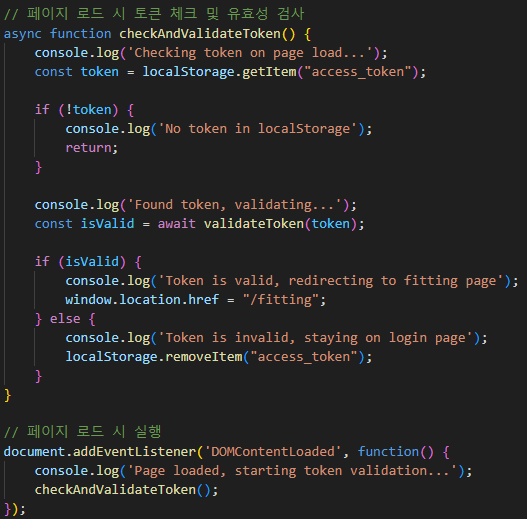 // 페이지 로드 시 토큰 체크 및 유효성 검사
async function checkAndValidateToken() {
    console.log('Checking token on page load...');
    const token = localStorage.getItem("access_token");

    if (!token) {
        console.log('No token in localStorage');
        return;
    }

    console.log('Found token, validating...');
    const isValid = await validateToken(token);

    if (isValid) {
        console.log('Token is valid, redirecting to fitting page');
        window.location.href = "/fitting";
    } else {
        console.log('Token is invalid, staying on login page');
        localStorage.removeItem("access_token");
    }
}

// 페이지 로드 시 실행
document.addEventListener('DOMContentLoaded', function() {
    console.log('Page loaded, starting token validation...');
    checkAndValidateToken();
});